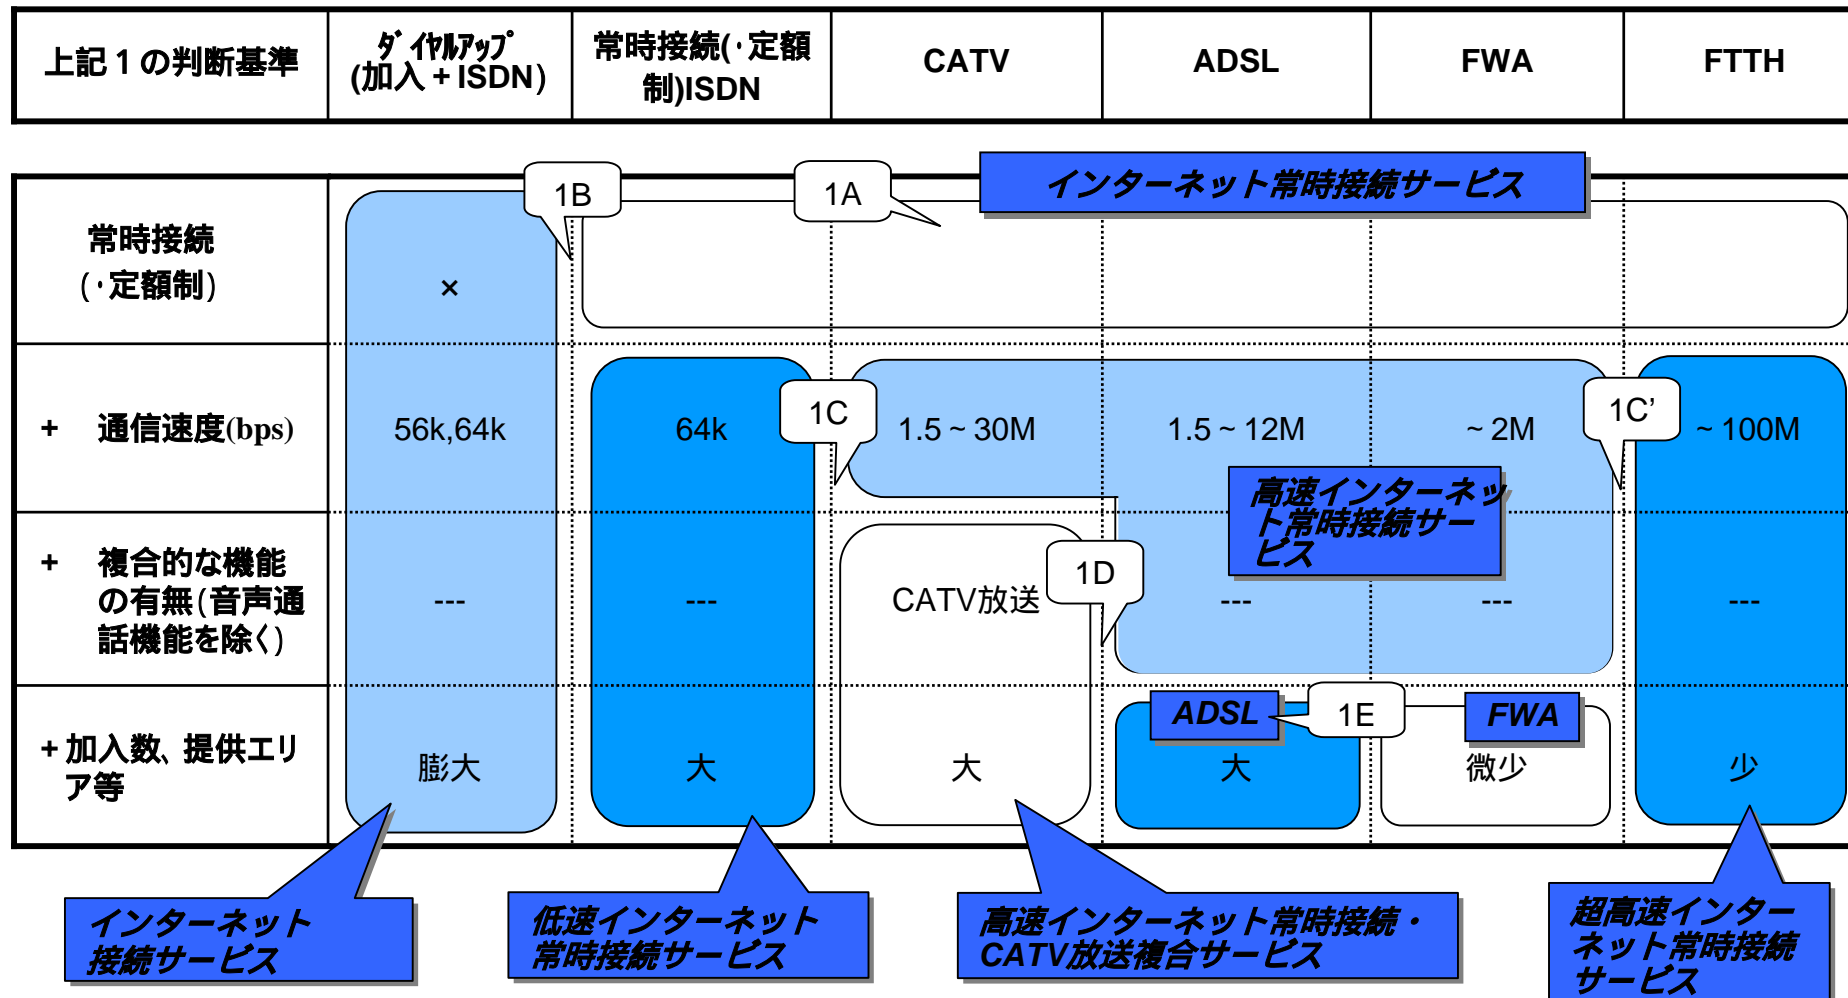 上記1の判断基準
ダイヤルアップ
(加入+ISDN)
常時接続(・定額
制)ISDN
CATV
ADSL
FWA
FTTH
1B
1A
インターネット常時接続サービス
常時接続
(・定額制)
×
+ 通信速度(bps)
56k,64k
64k
1C
1.5~30M
1.5~12M
~2M
1C’
~100M
高速インターネッ
ト常時接続サー
ビス
+ 複合的な機能
の有無(音声通
話機能を除く)
---
---
CATV放送
1D
---
---
---
+加入数、提供エリ
ア等
膨大
大
大
ADSL
1E
大
FWA
微少
少
インターネット
接続サービス
低速インターネット
常時接続サービス
高速インターネット常時接続・
CATV放送複合サービス
超高速インター
ネット常時接続
サービス